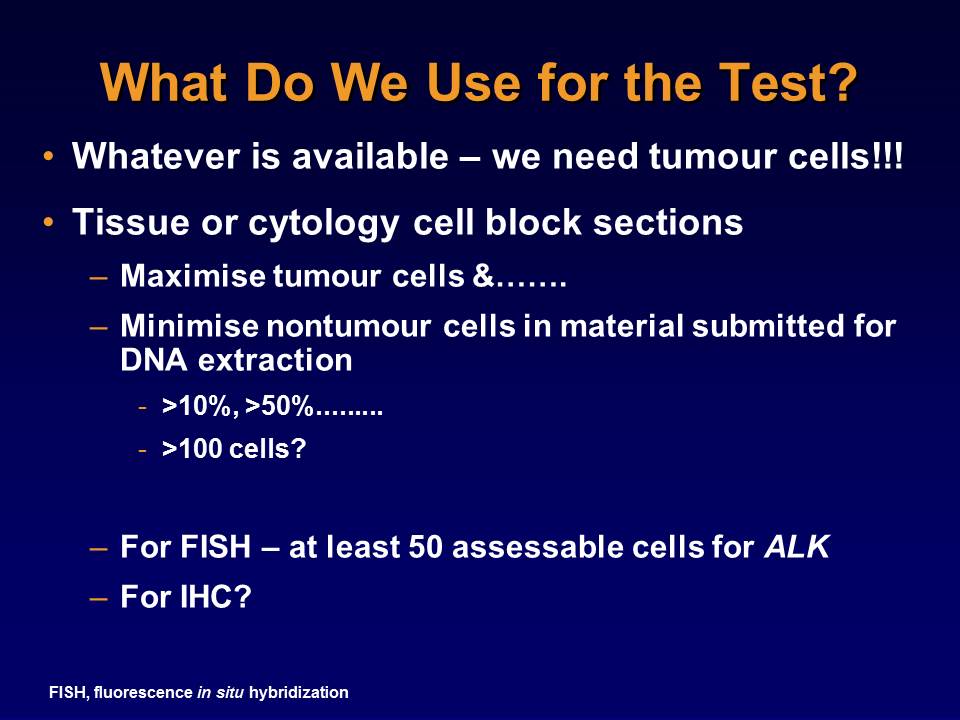 What Do We Use for the Test?
• Whatever is available – we need tumour cells!!!
• Tissue or cytology cell block sections
– Maximise tumour cells &…….
– Minimise nontumour cells in material submitted for
DNA extraction
- >10%, >50%.........
- >100 cells?
– For FISH – at least 50 assessable cells for ALK
– For IHC?
FISH, fluorescence in situ hybridization